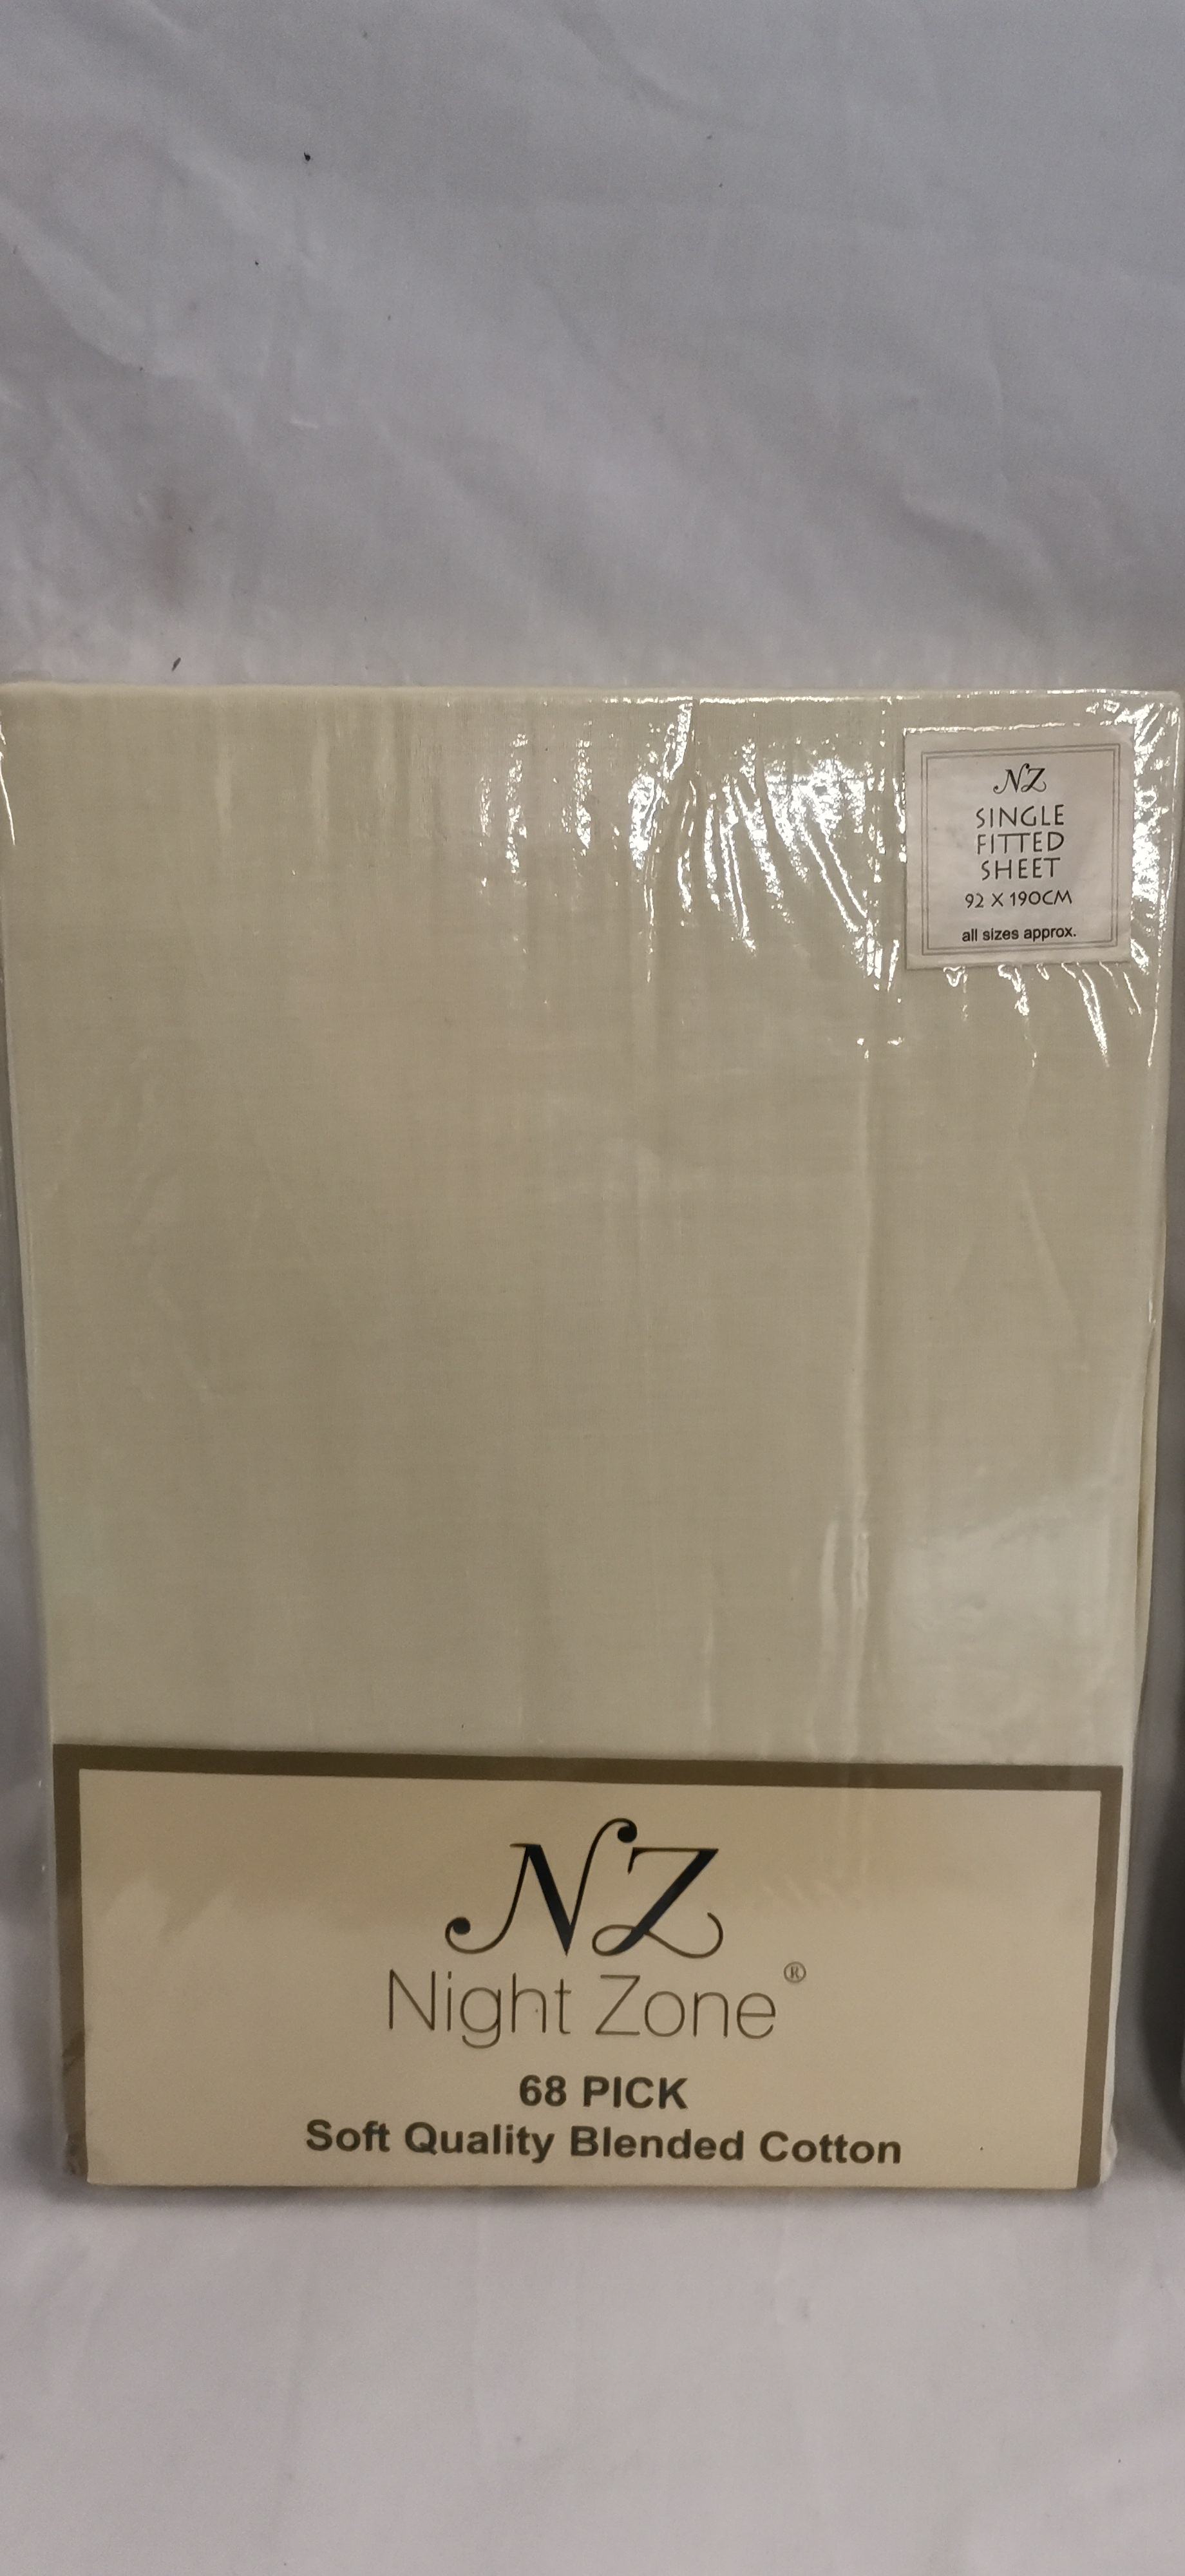 NZ
SINGLE
FITTED
SHEET
92 X 190CM
all sizes approx.
NZ
Night Zone®
68 PICK
Soft Quality Blended Cotton